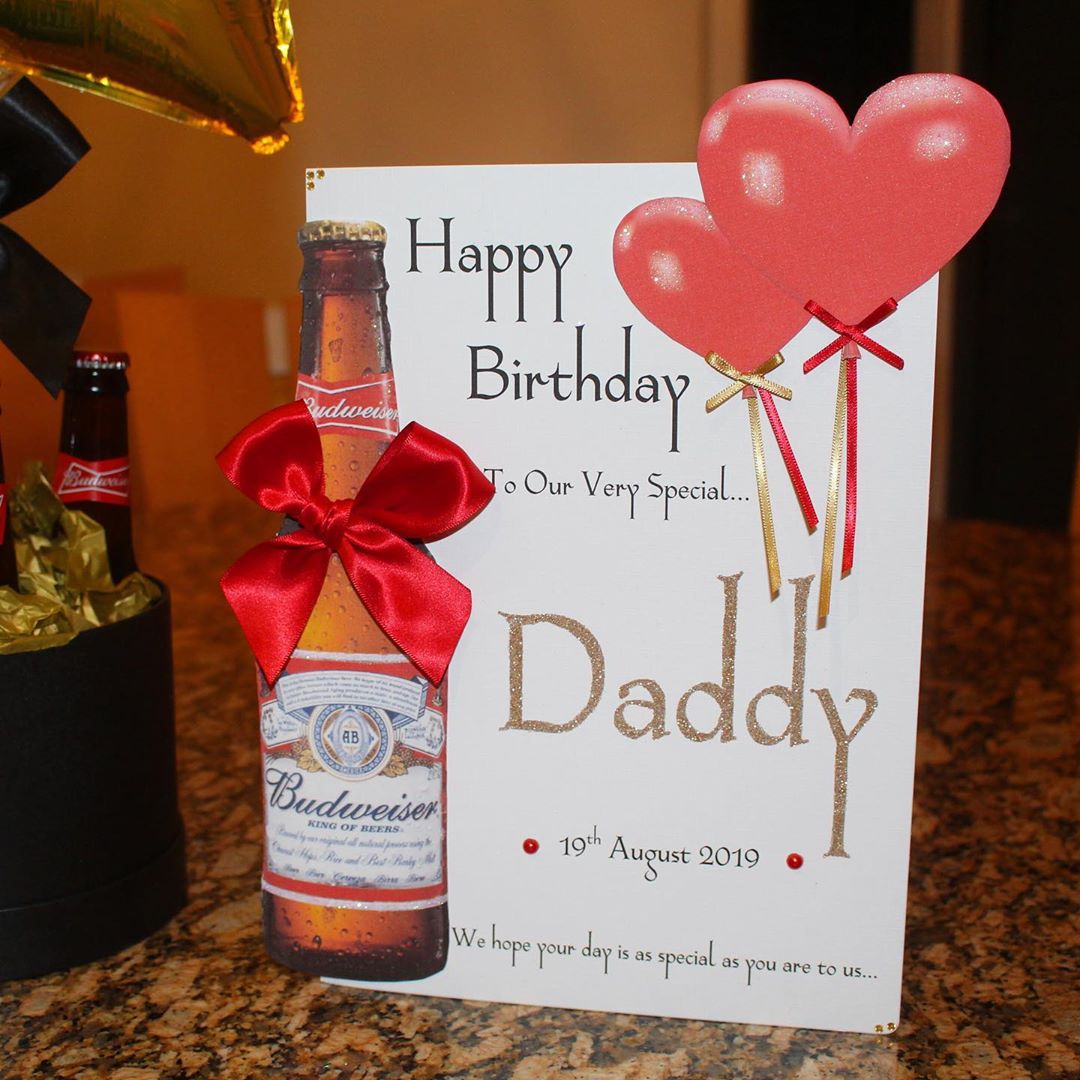 Happy
Birthday
To Our Very Special...
Daddy
19th August 2019
We hope your day is as special as you are to us...
Budweiser
AB
Budweiser
KING OF BEERS
Budweiser